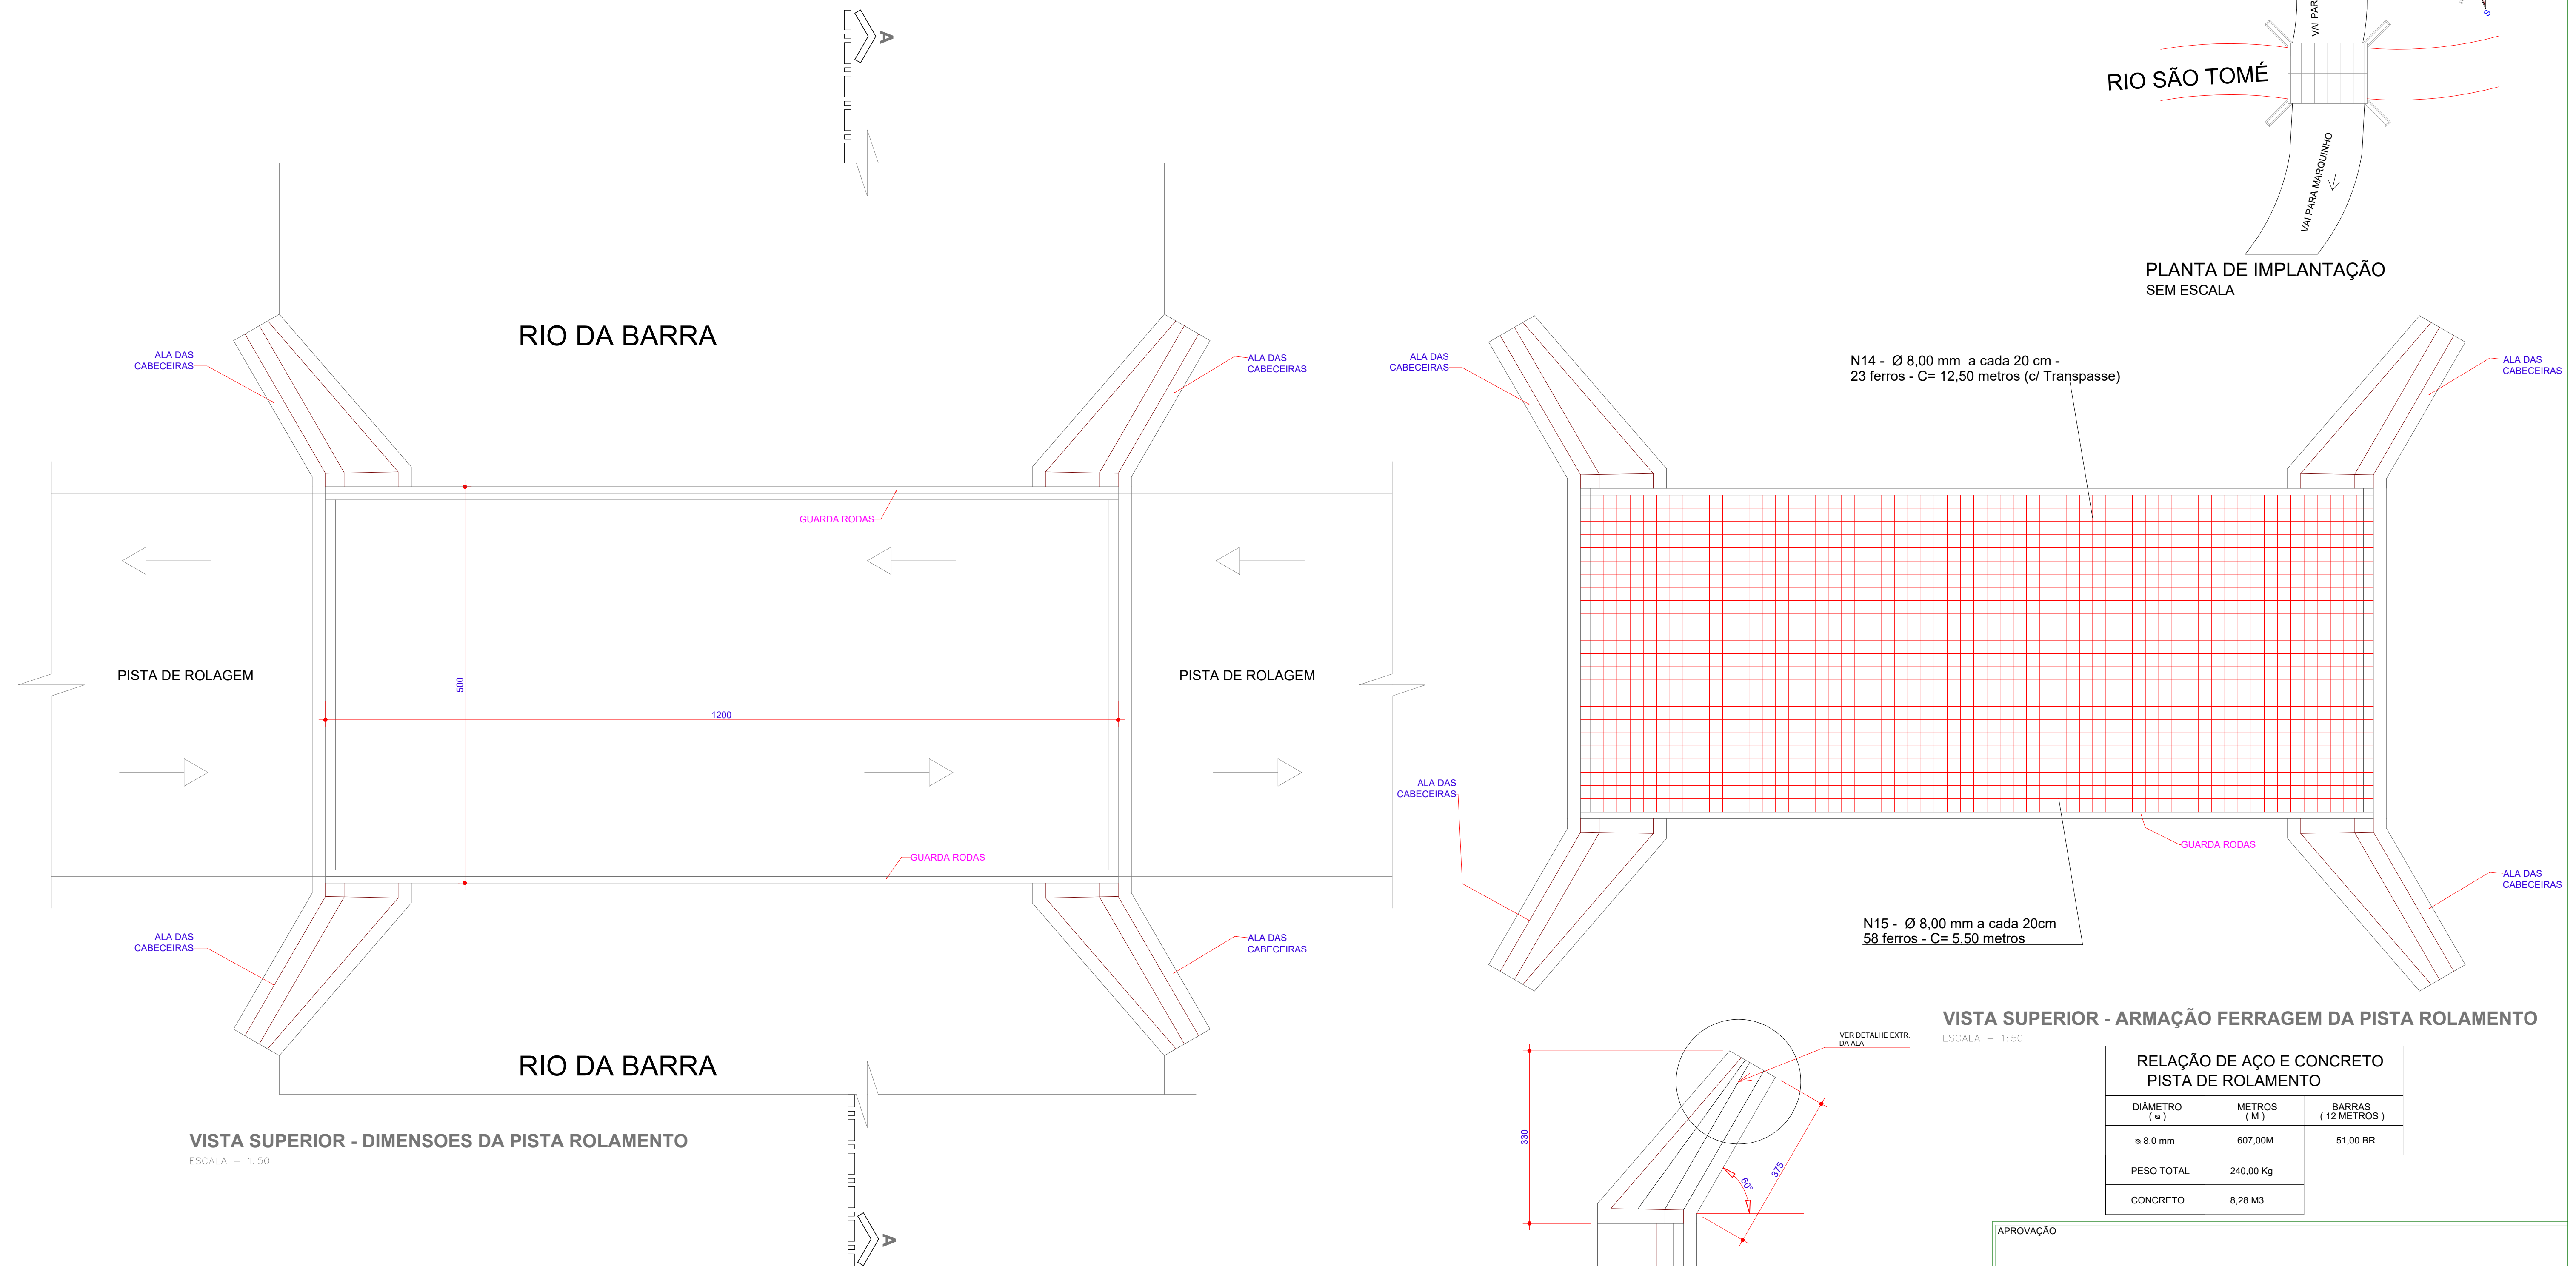 A
VAI PAR
S
RIO SÃO TOMÉ
VAI PARA MARQUINHO
PLANTA DE IMPLANTAÇÃO
SEM ESCALA
RIO DA BARRA
ALA DAS
CABECEIRAS
ALA DAS
CABECEIRAS
GUARDA RODAS
PISTA DE ROLAGEM
500
1200
PISTA DE ROLAGEM
GUARDA RODAS
ALA DAS
CABECEIRAS
ALA DAS
CABECEIRAS
RIO DA BARRA
VISTA SUPERIOR - DIMENSOES DA PISTA ROLAMENTO
ESCALA - 1:50
A
ALA DAS
CABECEIRAS
N14 - Ø 8,00 mm a cada 20 cm -
23 ferros - C= 12,50 metros (c/ Transpasse)
ALA DAS
CABECEIRAS
ALA DAS
CABECEIRAS
GUARDA RODAS
ALA DAS
CABECEIRAS
N15 - Ø 8,00 mm a cada 20cm
58 ferros - C= 5,50 metros
VISTA SUPERIOR - ARMAÇÃO FERRAGEM DA PISTA ROLAMENTO
ESCALA - 1:50
VER DETALHE EXTR.
DA ALA
330
375
60°
RELAÇÃO DE AÇO E CONCRETO
PISTA DE ROLAMENTO
DIÂMETRO
( ø )
METROS
( M )
BARRAS
( 12 METROS )
ø 8.0 mm
607,00M
51,00 BR
PESO TOTAL
240,00 Kg
CONCRETO
8,28 M3
APROVAÇÃO